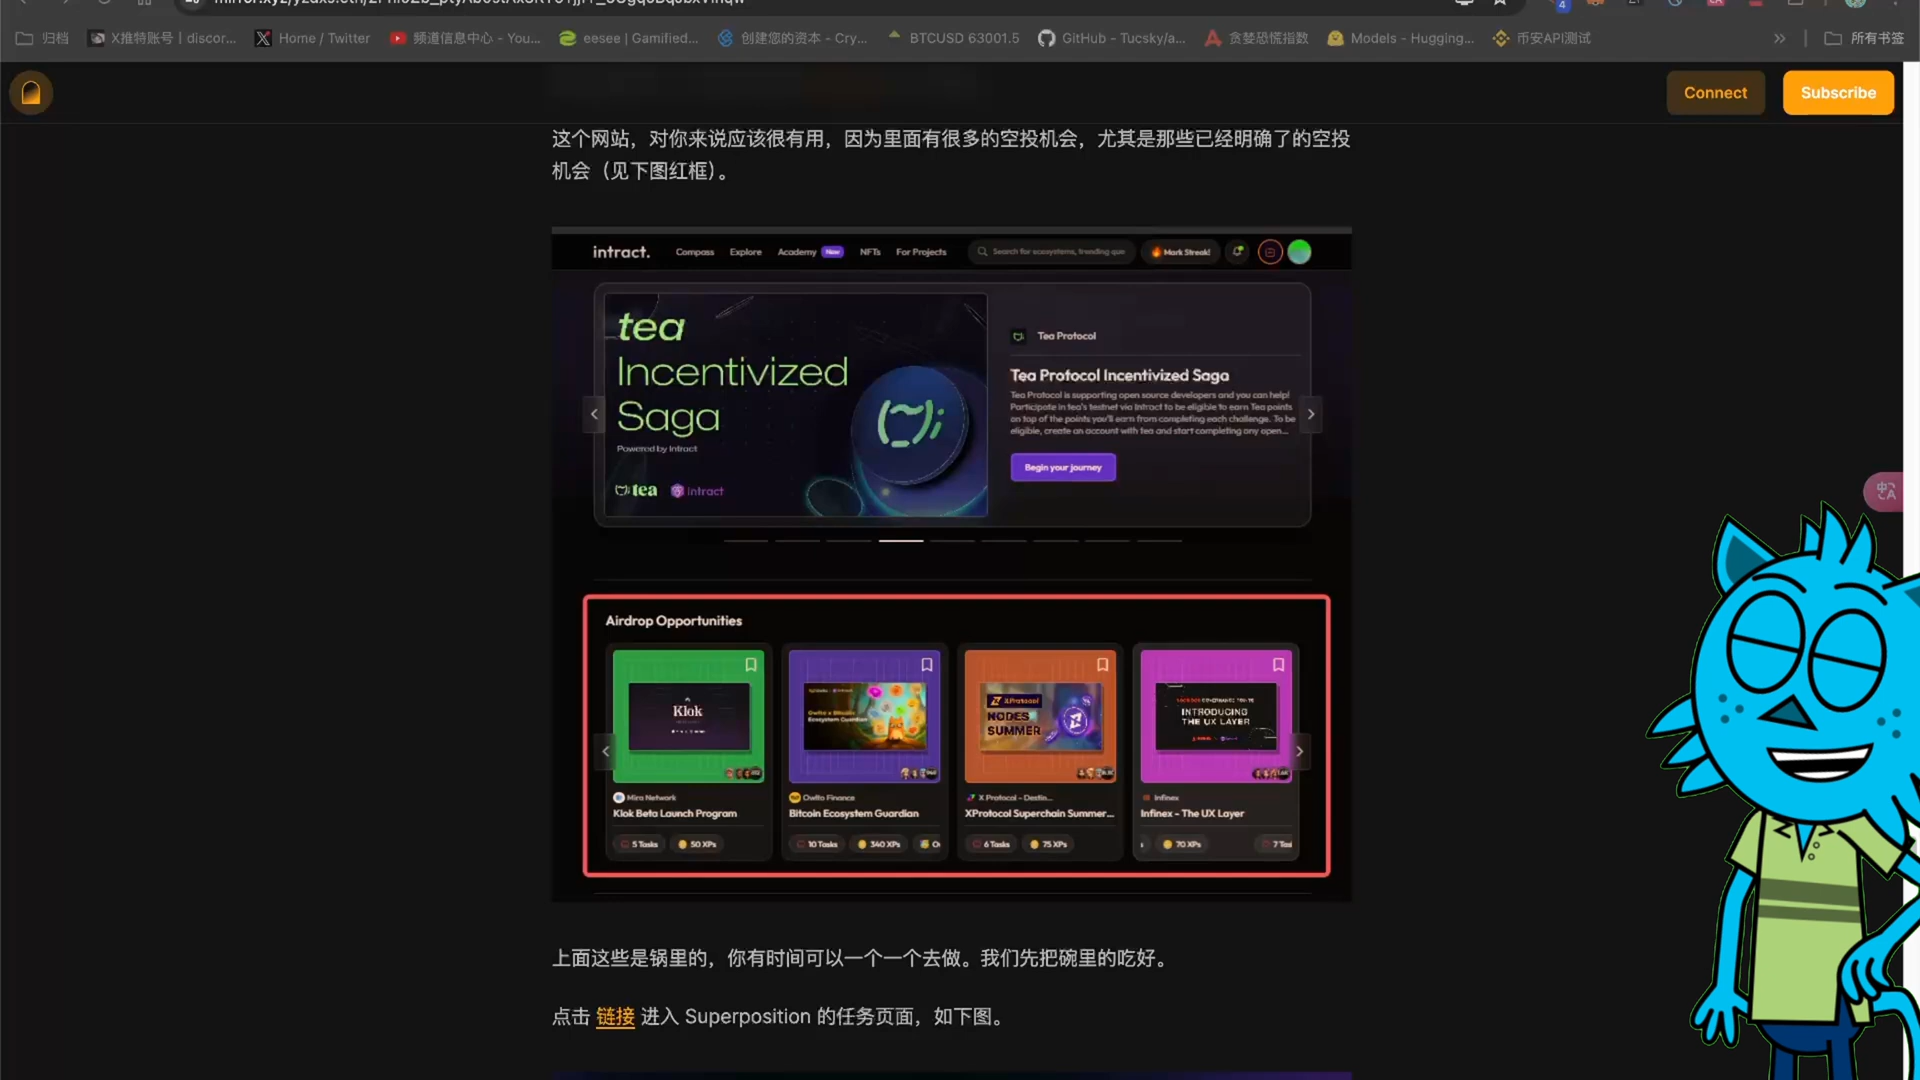 归档
X推特账号丨discor...
Home / Twitter
频道信息中心 - You...
eesee | Gamified...
创建您的资本 - Cry...
BTCUSD 63001.5
GitHub - Tucsky/a...
贪婪恐慌指数
Models - Hugging...
币安API测试
所有书签
Connect
Subscribe
这个网站，对你来说应该很有用，因为里面有很多的空投机会，尤其是那些已经明确了的空投
机会（见下图红框）。
intract.
Compass
Explore
Academy
New
NFTs
For Projects
Search for ecosystems, trending que
Mark Streak!
tea
Incentivized
Saga
Powered by Intract
tea
intract
Tea Protocol
Tea Protocol Incentivized Saga
Tea Protocol is supporting open source developers and you can help!
Participate in tea's testnet via Intract to be eligible to earn Tea points
on top of the points you'll earn from completing each challenge. To be
eligible, create an account with tea and start completing any open...
Begin your journey
Airdrop Opportunities
Klok
XProtocol
NODES
SUMMER
INTRODUCING
THE UX LAYER
Mira Network
Klok Beta Launch Program
5 Tasks
50 XPs
Owlto Finance
Bitcoin Ecosystem Guardian
10 Tasks
340 XPs
X Protocol - Destin...
XProtocol Superchain Summer...
6 Tasks
75 XPs
Infinex
Infinex - The UX Layer
70 XPs
7 Tas
上面这些是锅里的，你有时间可以一个一个去做。我们先把碗里的吃好。
点击 链接 进入 Superposition 的任务页面，如下图。